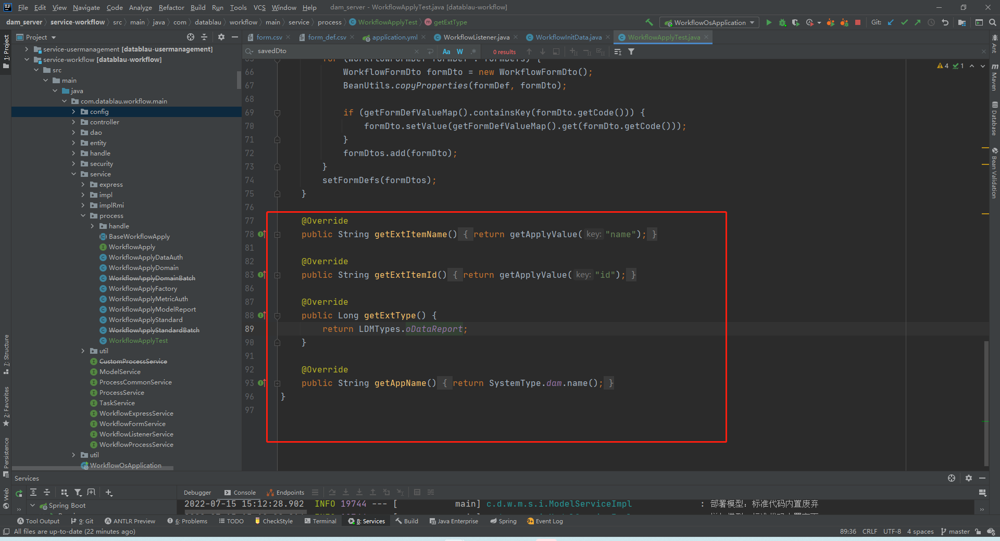 File Edit View Navigate Code Analyze Refactor Build Run Tools VCS Window Help dam_server - WorkflowApplyTest.java [datablau-workflow]
dam_server service-workflow src main java com datablau workflow main service process WorkflowApplyTest getExtType WorkflowOsApplication Git:
Project form.csv form_def.csv application.yml WorkflowListener.java WorkflowInitData.java WorkflowApplyTest.java
savedDto Aa W .* 0 results
4 1
1: Project
7: Structure
2: Favorites
Persistence
Web
Ant
Maven
Database
Bean Validation
service-usermanagement [datablau-usermanagement]
service-workflow [datablau-workflow]
src
main
java
com.datablau.workflow.main
config
controller
dao
entity
handle
security
service
express
impl
implRmi
process
handle
BaseWorkflowApply
WorkflowApply
WorkflowApplyDataAuth
WorkflowApplyDomain
WorkflowApplyDomainBatch
WorkflowApplyFactory
WorkflowApplyMetricAuth
WorkflowApplyModelReport
WorkflowApplyStandard
WorkflowApplyStandardBatch
WorkflowApplyTest
util
CustomProcessService
ModelService
ProcessCommonService
ProcessService
TaskService
WorkflowExpressService
WorkflowFormService
WorkflowListenerService
WorkflowProcessService
util
WorkflowOsApplication
65 for (WorkflowFormDef formDef : formDefs) {
66 WorkflowFormDto formDto = new WorkflowFormDto();
67 BeanUtils.copyProperties(formDef, formDto);
68
69 if (getFormDefValueMap().containsKey(formDto.getCode())) {
70 formDto.setValue(getFormDefValueMap().get(formDto.getCode()));
71 }
72 formDtos.add(formDto);
73 }
74 setFormDefs(formDtos);
75 }
76
77 @Override
78 public String getExtItemName() { return getApplyValue( key: "name"); }
81
82 @Override
83 public String getExtItemId() { return getApplyValue( key: "id"); }
86
87 @Override
88 public Long getExtType() {
89 return LDMTypes.oDataReport;
90 }
91
92 @Override
93 public String getAppName() { return SystemType.dam.name(); }
96 }
97
Services
Debugger Console Endpoints
Spring Boot
2022-07-15 15:12:28.902 INFO 19744 --- [ main] c.d.w.m.s.i.ModelServiceImpl : 部署模型: 标准代码内置废弃
Tool Output 9: Git ANTLR Preview 6: Problems TODO CheckStyle Terminal 8: Services Build Java Enterprise Spring Event Log
All files are up-to-date (22 minutes ago) 89:36 CRLF UTF-8 4 spaces master